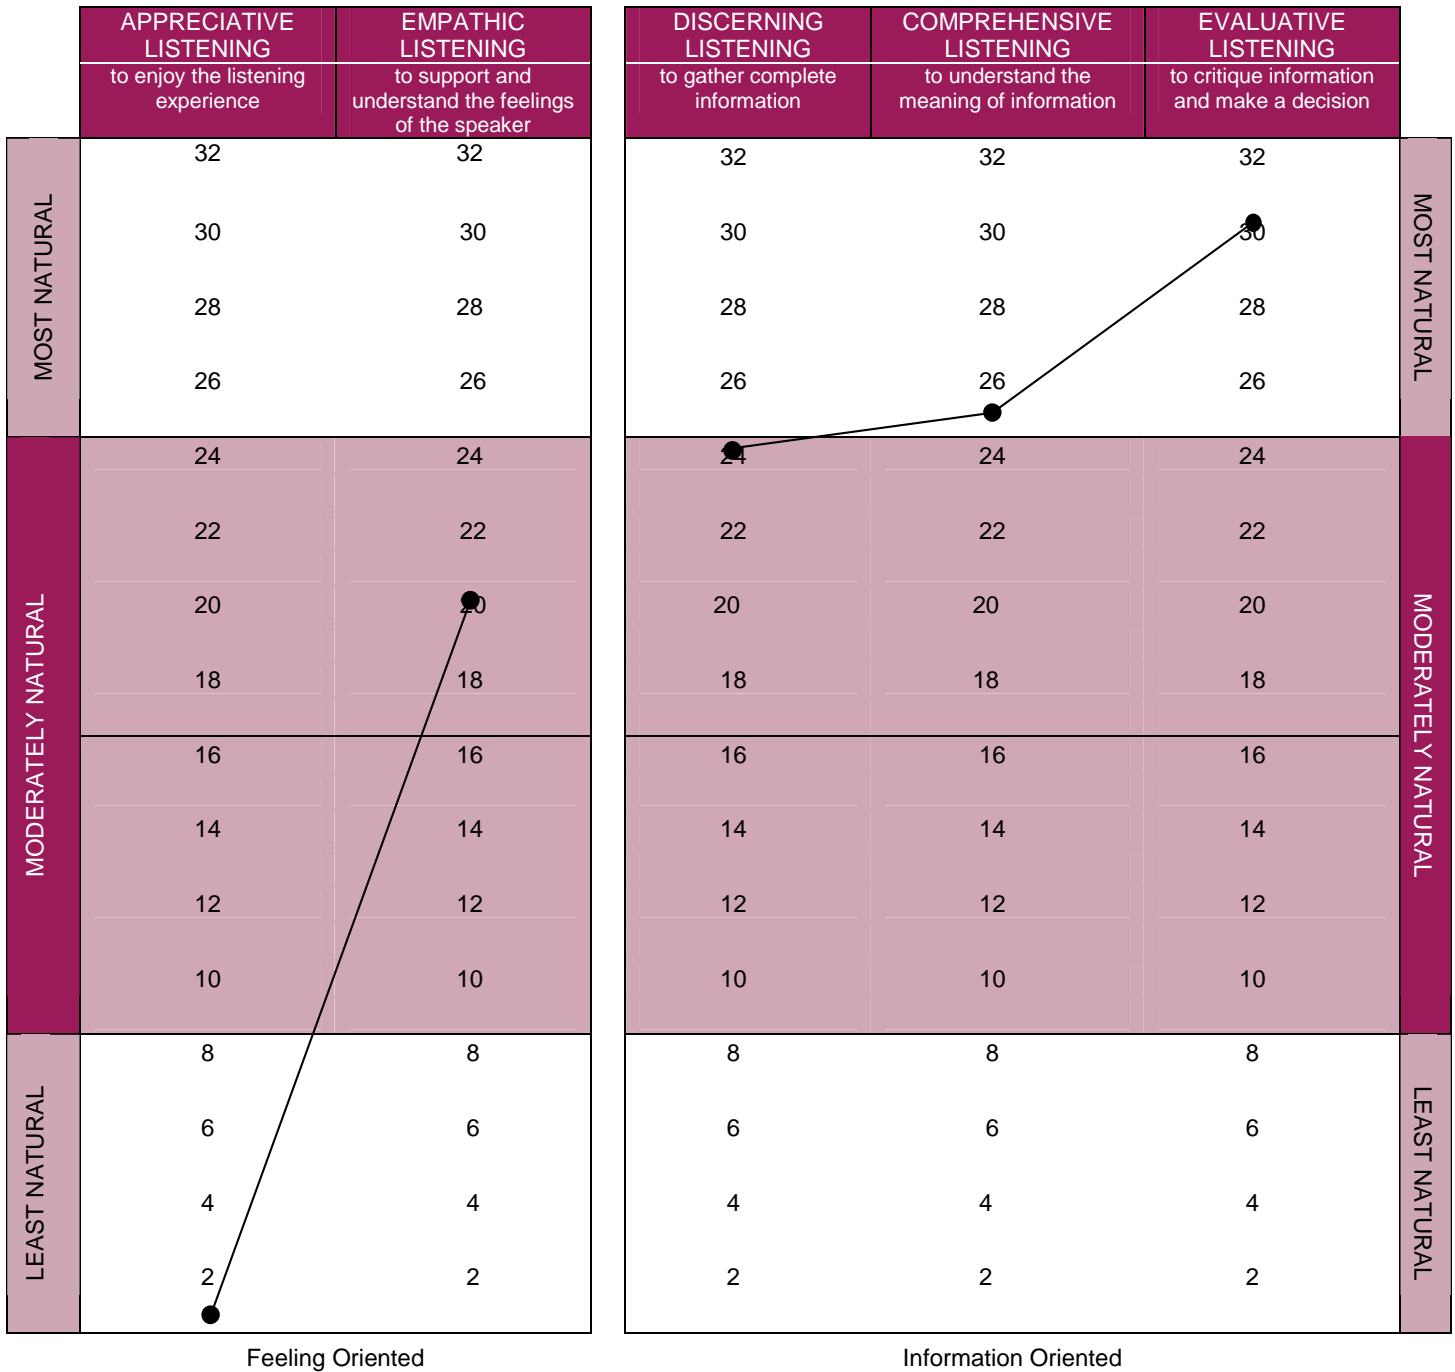 APPRECIATIVE LISTENING
to enjoy the listening experience
EMPATHIC LISTENING
to support and understand the feelings of the speaker
DISCERNING LISTENING
to gather complete information
COMPREHENSIVE LISTENING
to understand the meaning of information
EVALUATIVE LISTENING
to critique information and make a decision
MOST NATURAL
32 32 32 32 32
30 30 30 30 30
28 28 28 28 28
26 26 26 26 26
MOST NATURAL
MODERATELY NATURAL
24 24 24 24 24
22 22 22 22 22
20 20 20 20 20
18 18 18 18 18
16 16 16 16 16
14 14 14 14 14
12 12 12 12 12
10 10 10 10 10
MODERATELY NATURAL
LEAST NATURAL
8 8 8 8 8
6 6 6 6 6
4 4 4 4 4
2 2 2 2 2
LEAST NATURAL
Feeling Oriented
Information Oriented